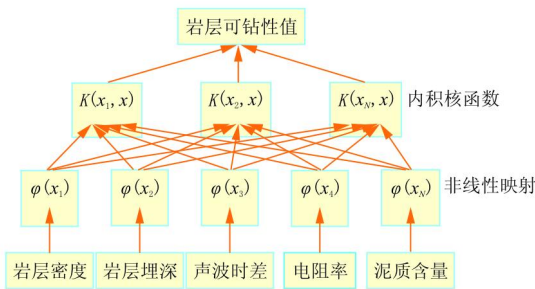 岩层可钻性值
K(x₁,x) K(x₂,x) K(x_N,x) 内积核函数
φ(x₁) φ(x₂) φ(x₃) φ(x₄) φ(x_N) 非线性映射
岩层密度 岩层埋深 声波时差 电阻率 泥质含量